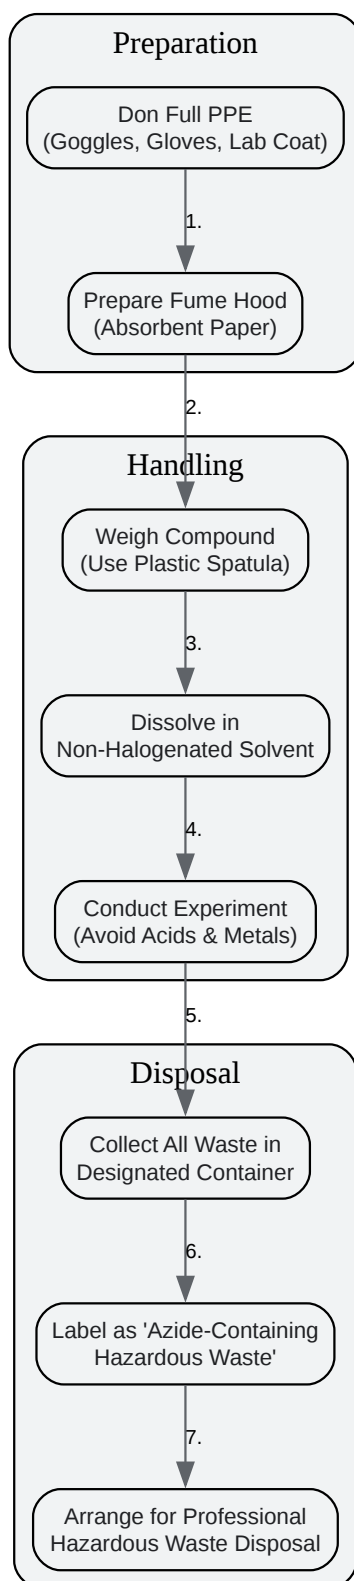 Preparation
Don Full PPE
(Goggles, Gloves, Lab Coat)
1.
Prepare Fume Hood
(Absorbent Paper)
2.
Handling
Weigh Compound
(Use Plastic Spatula)
3.
Dissolve in
Non-Halogenated Solvent
4.
Conduct Experiment
(Avoid Acids & Metals)
5.
Disposal
Collect All Waste in
Designated Container
6.
Label as 'Azide-Containing
Hazardous Waste'
7.
Arrange for Professional
Hazardous Waste Disposal